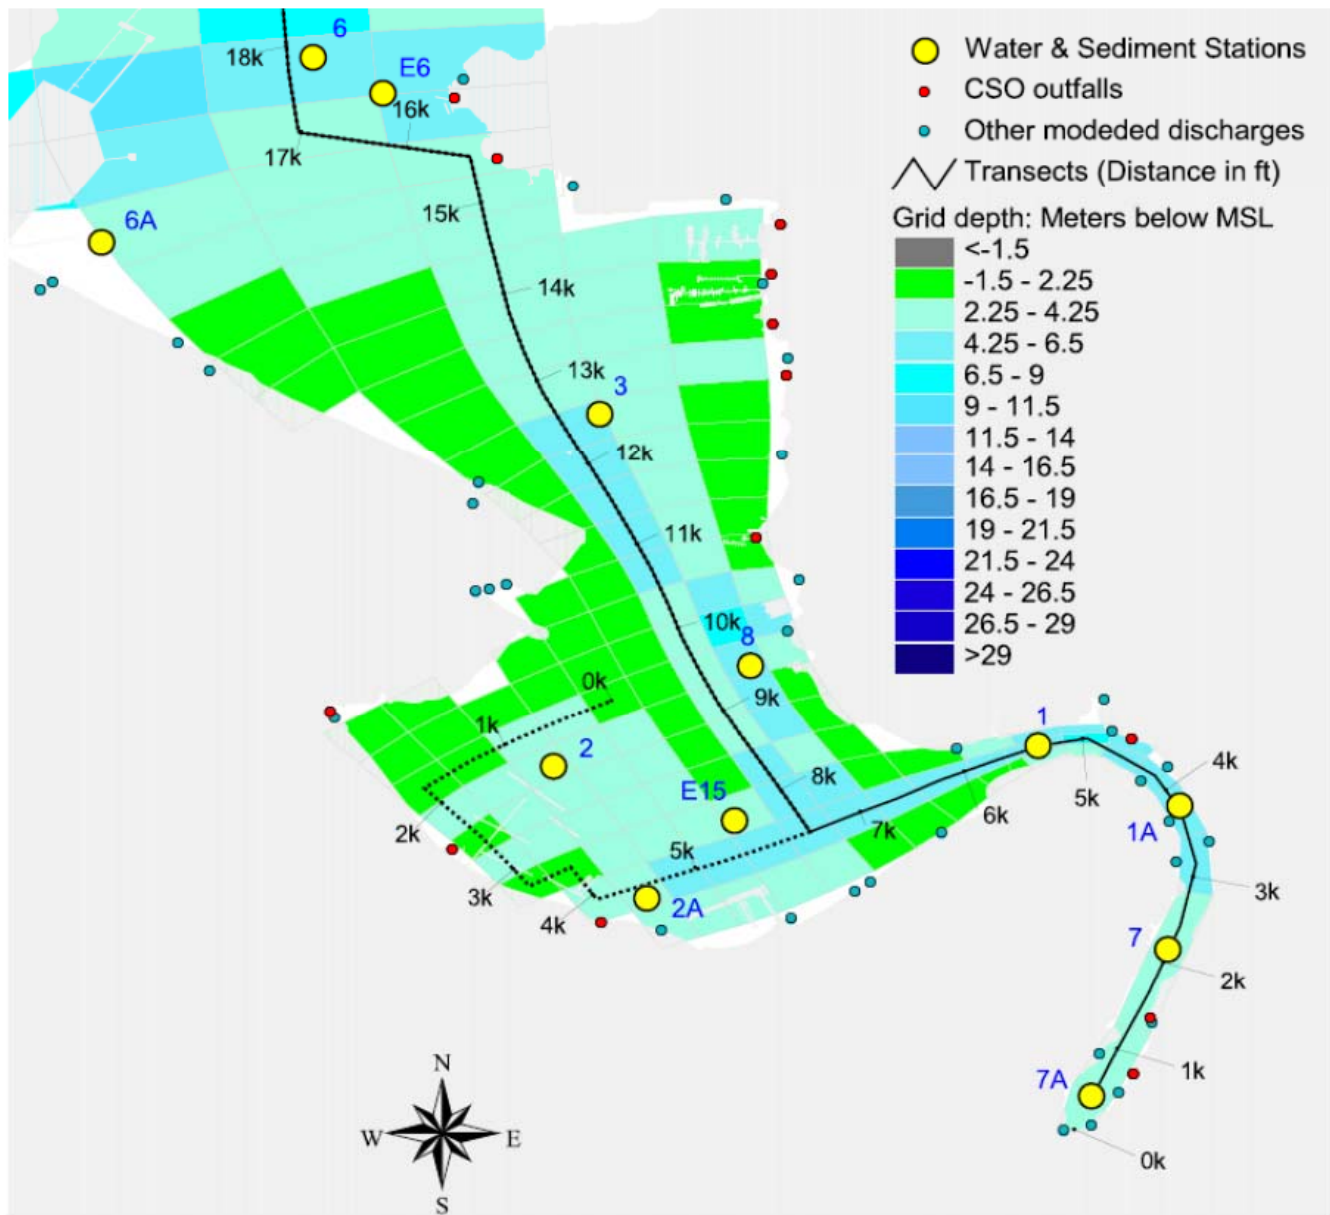 6
18k
E6
16k
17k
15k
6A
14k
13k
3
12k
11k
10k
8
0k
9k
1k
2
1
8k
E15
4k
5k
2k
7k
6k
1A
5k
3k
3k
2A
4k
7
2k
1k
7A
0k
N
W
E
S
Water & Sediment Stations
CSO outfalls
Other modeded discharges
Transects (Distance in ft)
Grid depth: Meters below MSL
<-1.5
-1.5 - 2.25
2.25 - 4.25
4.25 - 6.5
6.5 - 9
9 - 11.5
11.5 - 14
14 - 16.5
16.5 - 19
19 - 21.5
21.5 - 24
24 - 26.5
26.5 - 29
>29